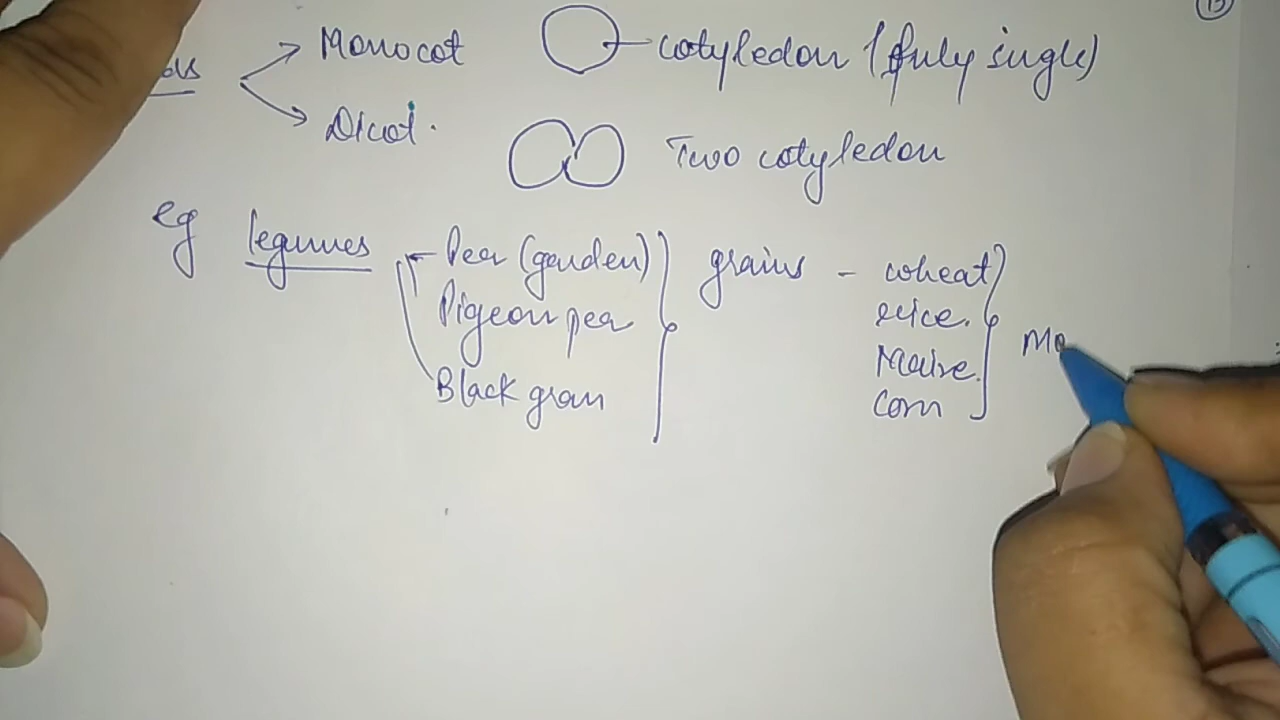 Monocot cotyledon (fuly single)
Dicot. Two cotyledon
eg legumes - Pea (garden) grains - wheat
Pigeon pea rice.
Maize. Mo
Black gram Corn